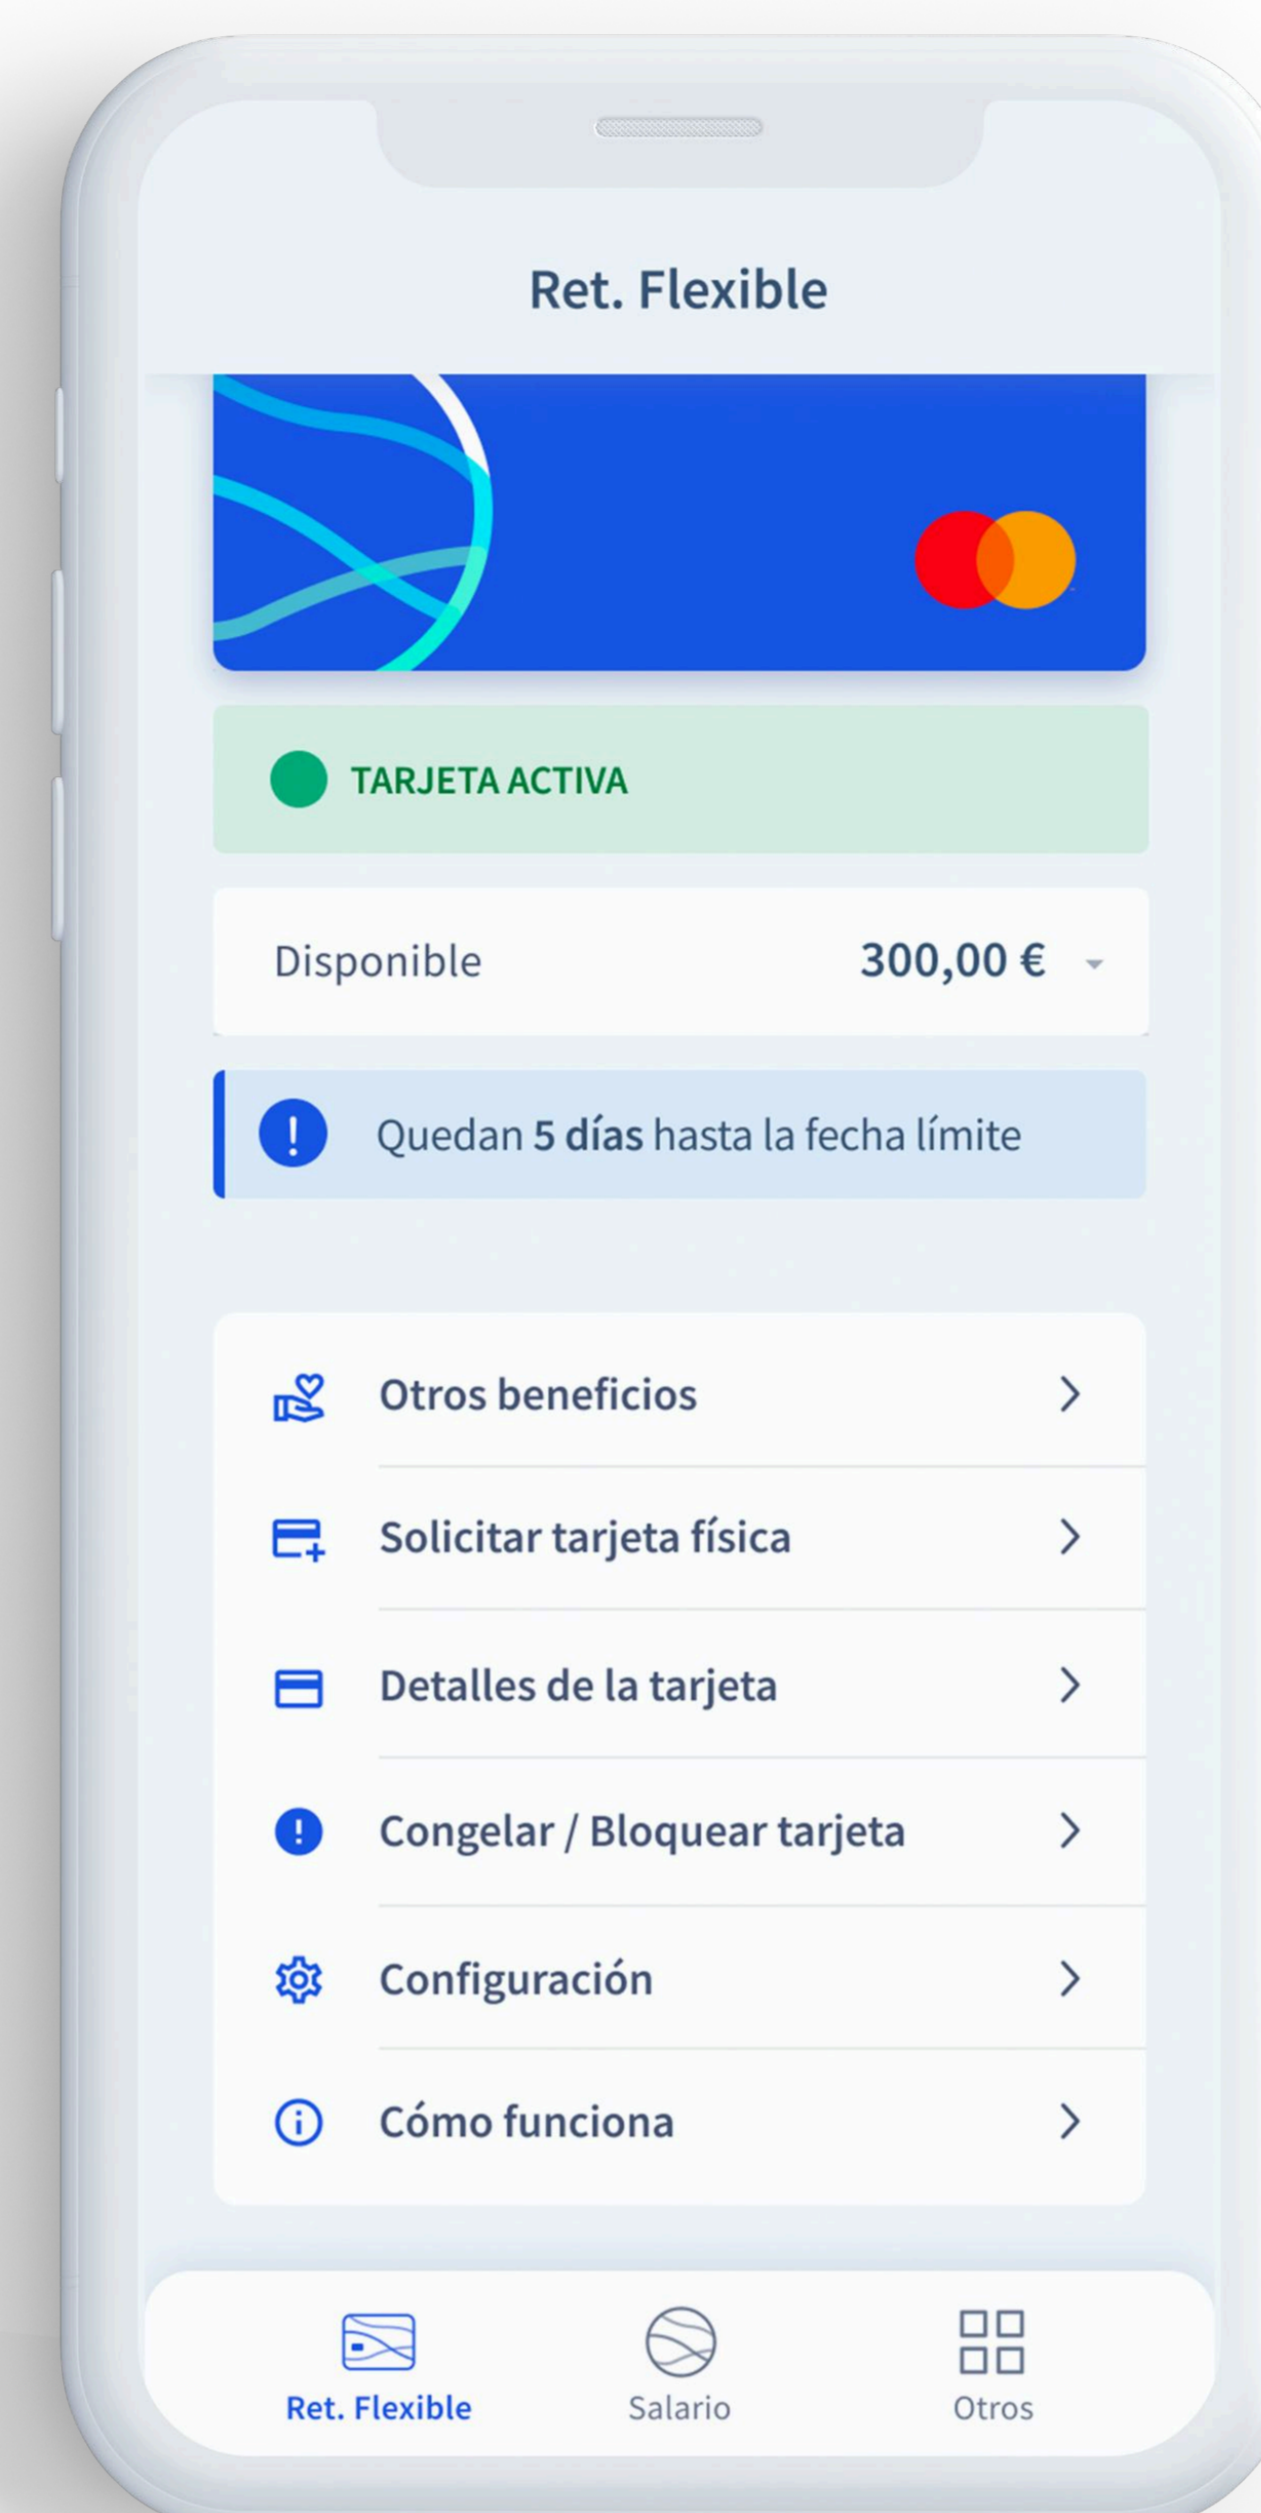 Ret. Flexible
TARJETA ACTIVA
Disponible 300,00 €
Quedan 5 días hasta la fecha límite
Otros beneficios
Solicitar tarjeta física
Detalles de la tarjeta
Congelar / Bloquear tarjeta
Configuración
Cómo funciona
Ret. Flexible Salario Otros